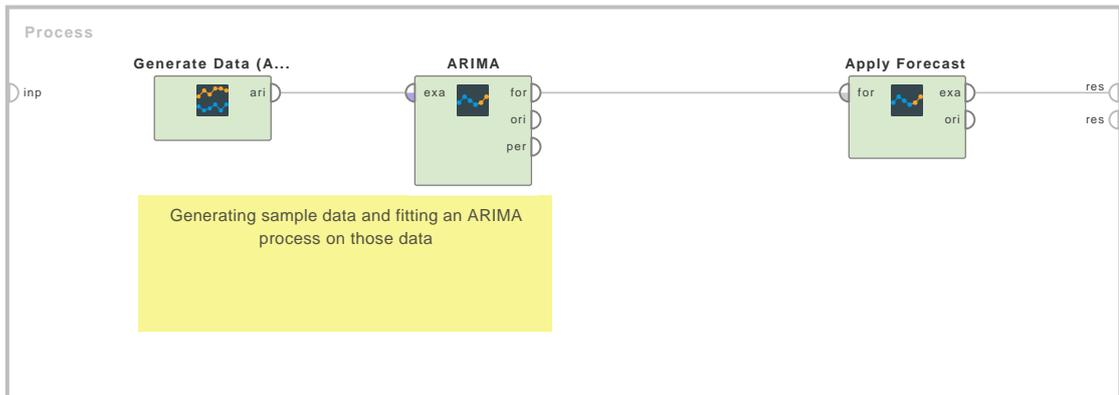 Process
Generate Data (A...
ARIMA
Apply Forecast
inp
ari
exa
for
for
exa
res
ori
ori
res
per
Generating sample data and fitting an ARIMA
process on those data